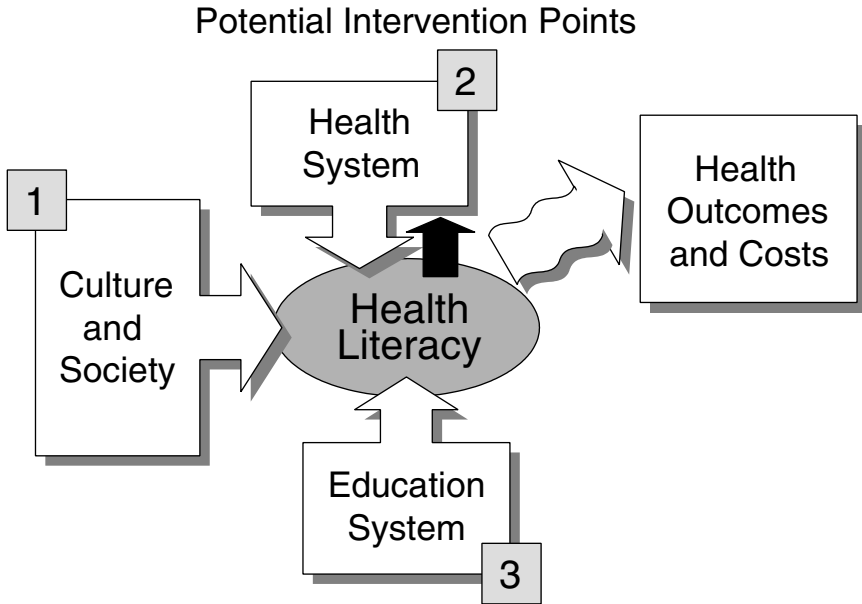 Potential Intervention Points
2
Health
System
1
Culture
and
Society
Health
Literacy
Health
Outcomes
and Costs
Education
System
3